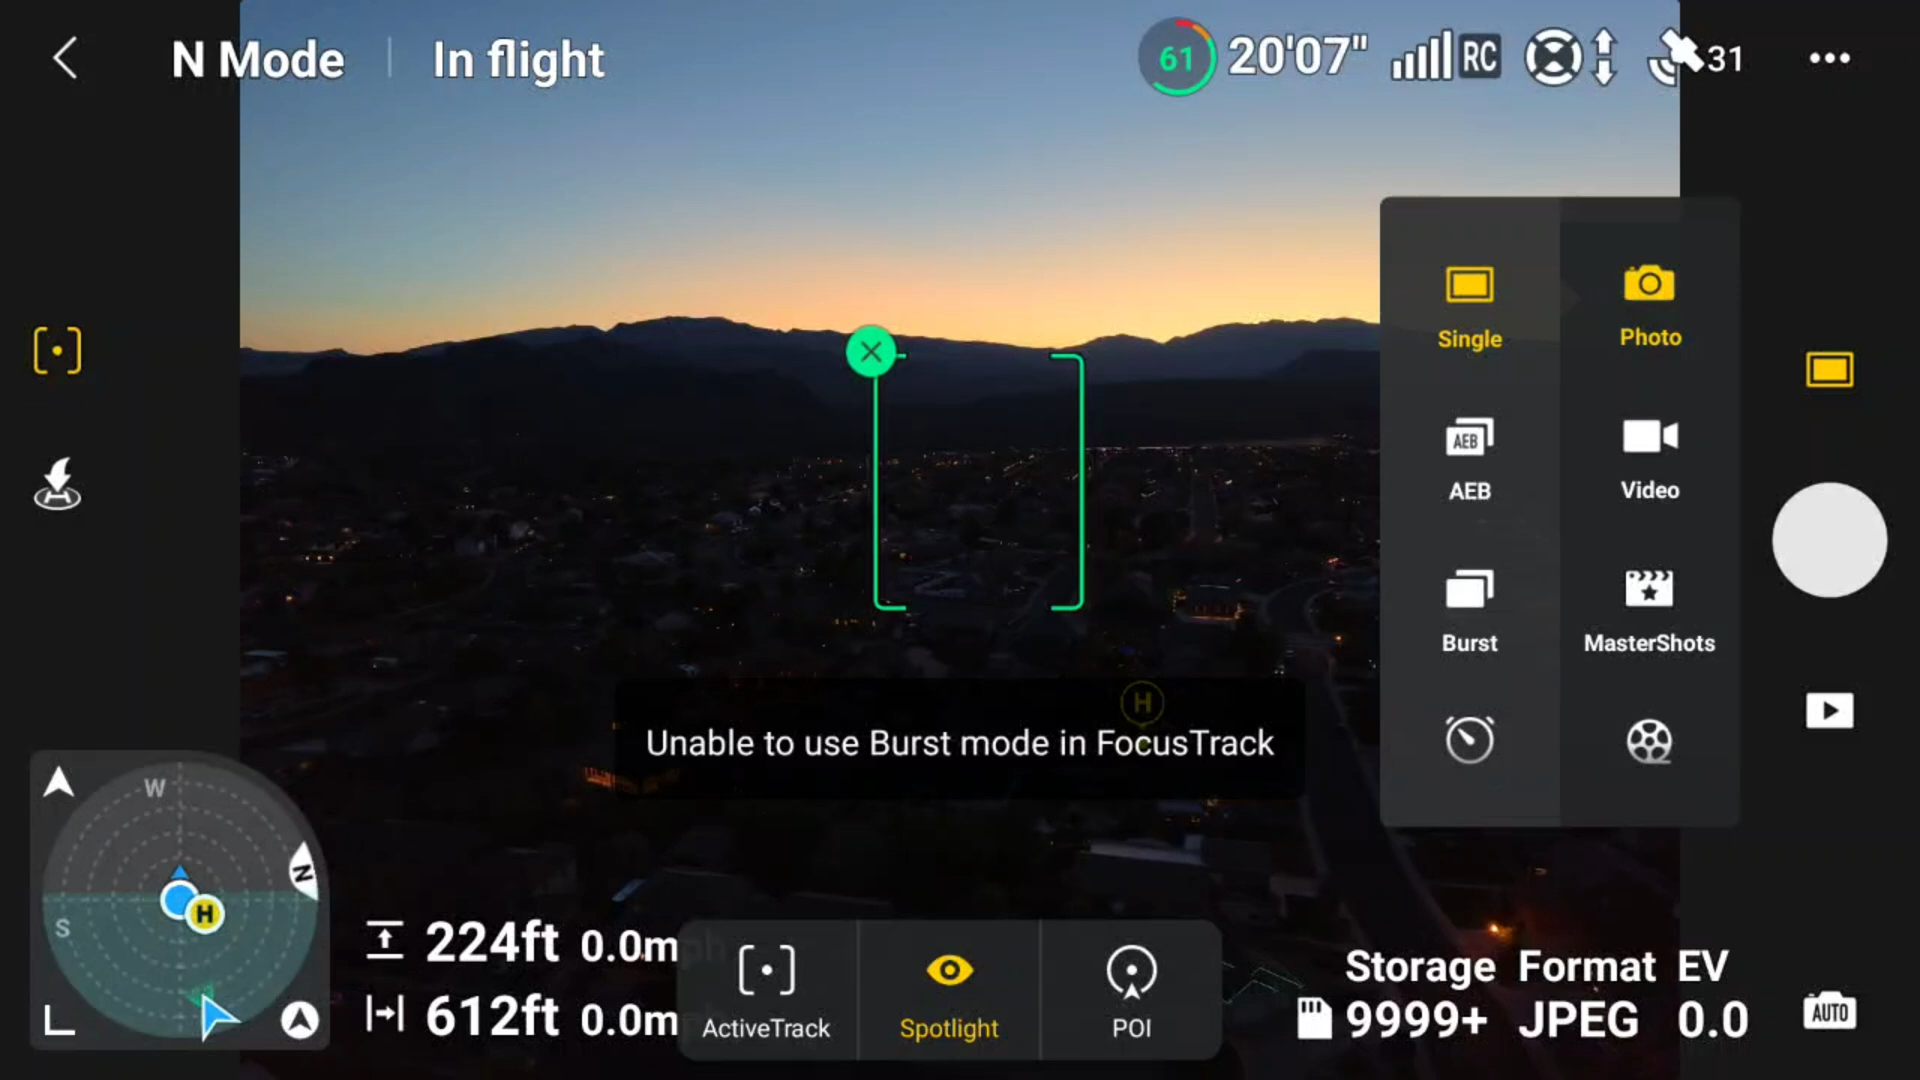 N Mode | In flight
61 20'07" RC 31
Single
Photo
AEB
AEB
Video
Burst
MasterShots
H
Unable to use Burst mode in FocusTrack
W
N
S
H
224ft 0.0mph
612ft 0.0m
ActiveTrack
Spotlight
POI
Storage Format EV
9999+ JPEG 0.0
AUTO